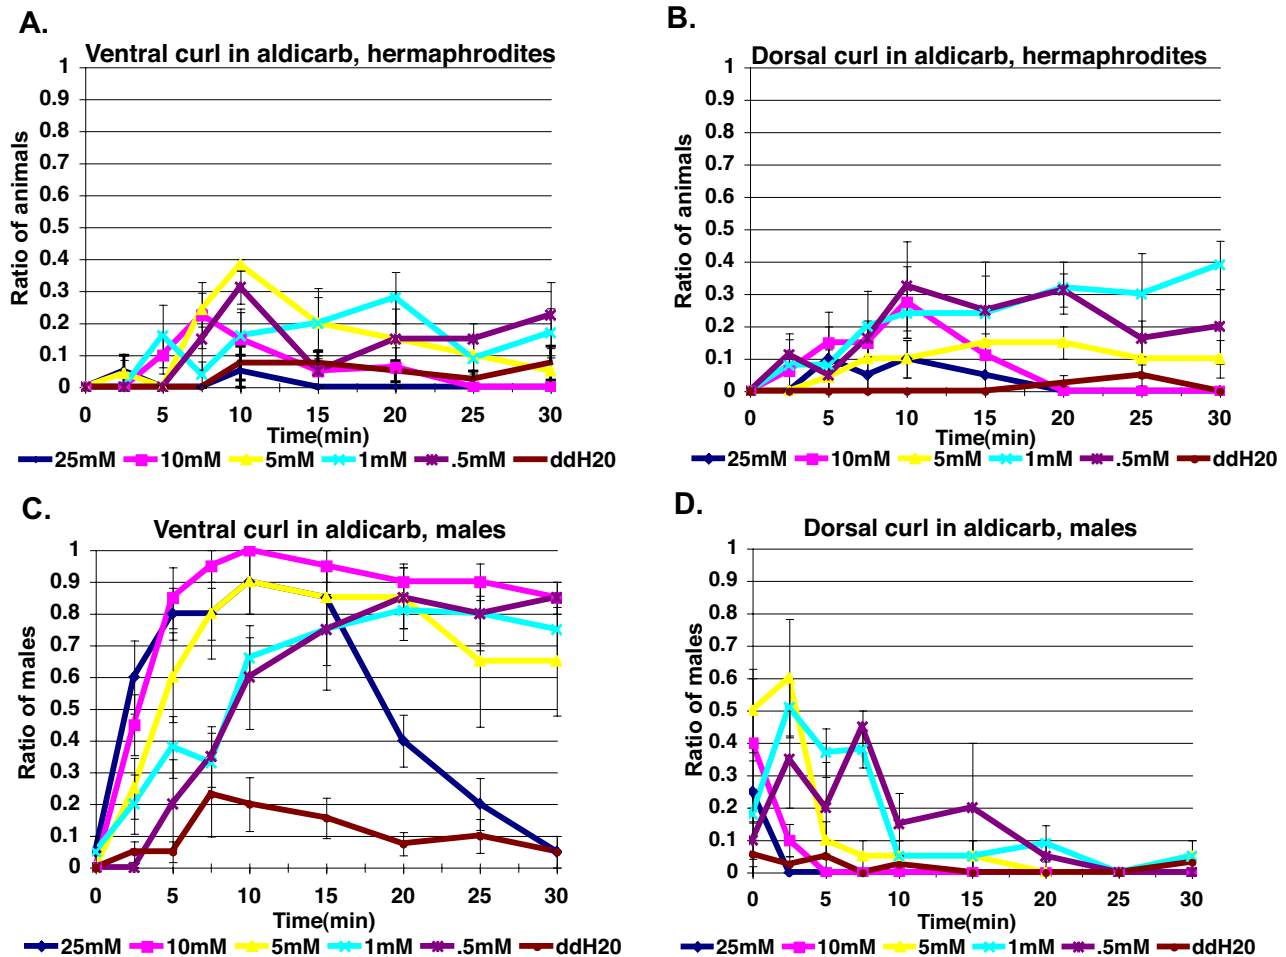 A.
Ventral curl in aldicarb, hermaphrodites
1
0.9
0.8
0.7
0.6
0.5
0.4
0.3
0.2
0.1
0
Ratio of animals
0 5 10 15 20 25 30
Time(min)
25mM 10mM 5mM 1mM .5mM ddH20
B.
Dorsal curl in aldicarb, hermaphrodites
1
0.9
0.8
0.7
0.6
0.5
0.4
0.3
0.2
0.1
0
Ratio of animals
0 5 10 15 20 25 30
Time(min)
25mM 10mM 5mM 1mM .5mM ddH20
C.
Ventral curl in aldicarb, males
1
0.9
0.8
0.7
0.6
0.5
0.4
0.3
0.2
0.1
0
Ratio of males
0 5 10 15 20 25 30
Time(min)
25mM 10mM 5mM 1mM .5mM ddH20
D.
Dorsal curl in aldicarb, males
1
0.9
0.8
0.7
0.6
0.5
0.4
0.3
0.2
0.1
0
Ratio of males
0 5 10 15 20 25 30
Time(min)
25mM 10mM 5mM 1mM .5mM ddH20